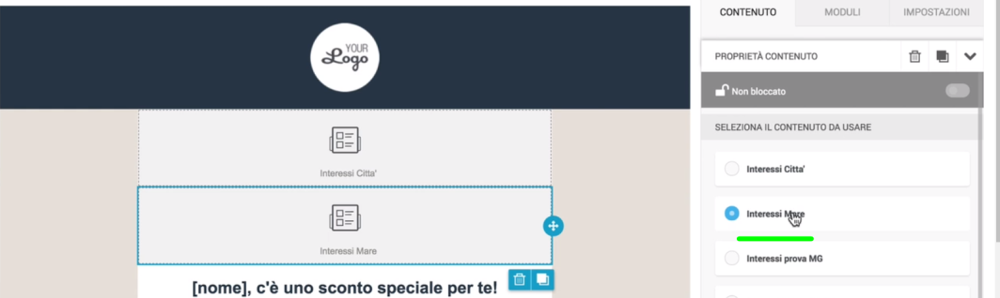 CONTENUTO MODULI IMPOSTAZIONI
YOUR
Logo
PROPRIETÀ CONTENUTO
Non bloccato
SELEZIONA IL CONTENUTO DA USARE
Interessi Citta'
Interessi Citta'
Interessi Mare
Interessi Mare
Interessi prova MG
[nome], c'è uno sconto speciale per te!